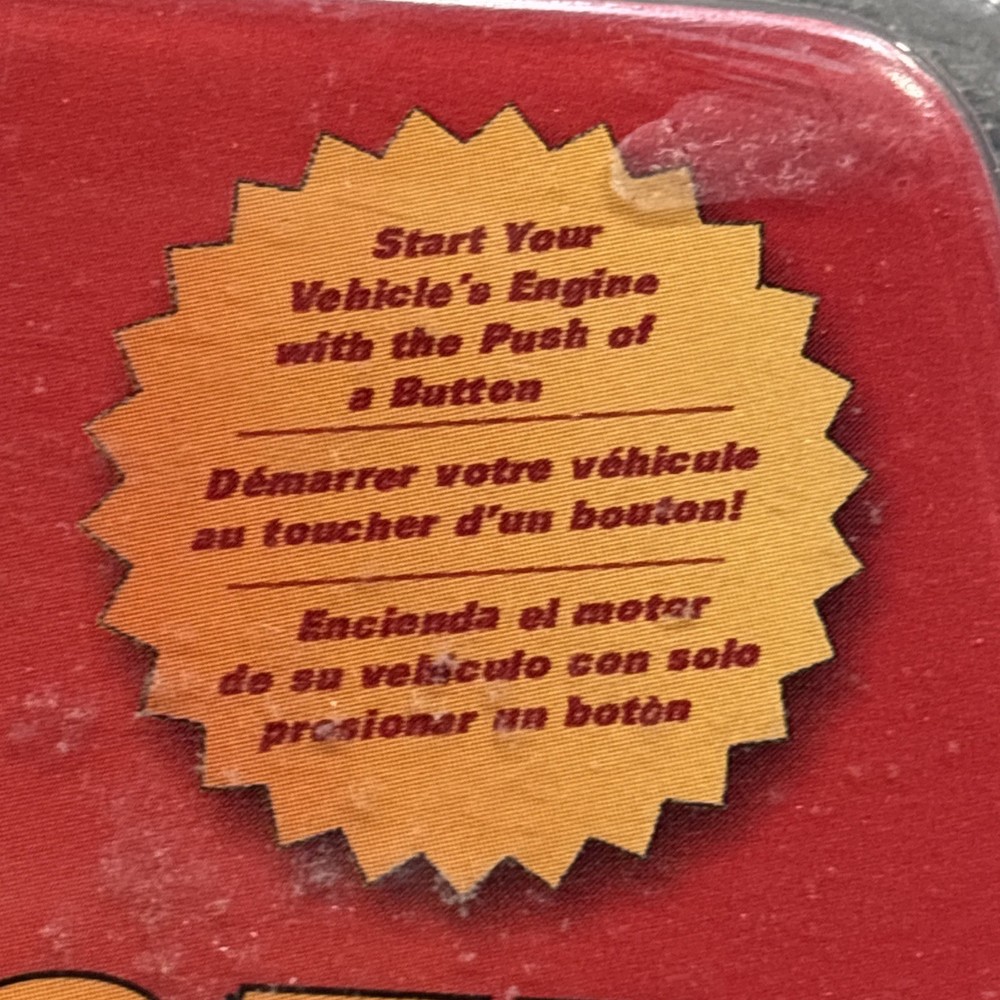 Start Your
Vehicle's Engine
with the Push of
a Button
Démarrer votre véhicule
au toucher d'un bouton!
Encienda el motor
de su vehiculo con solo
presionar un botòn